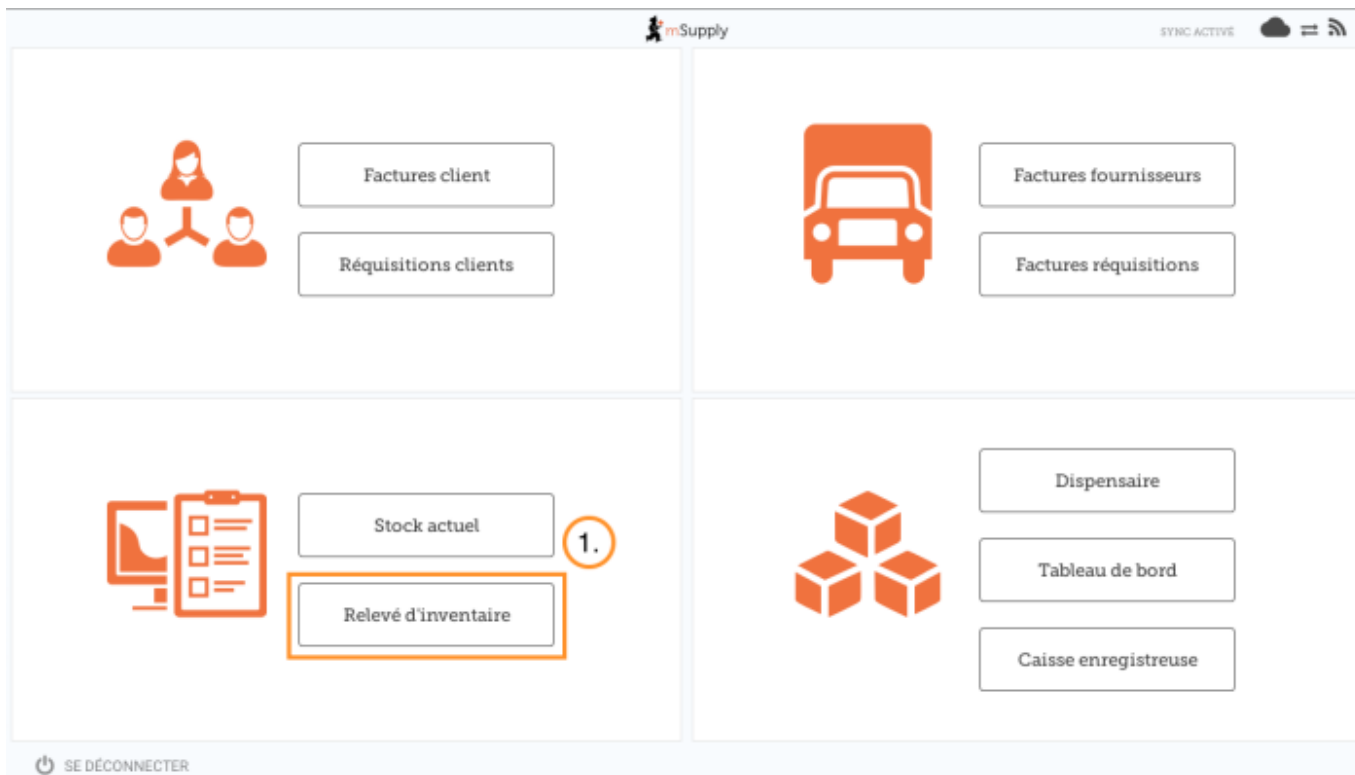 mSupply
SYNC ACTIVÉ
Factures client
Réquisitions clients
Factures fournisseurs
Factures réquisitions
Stock actuel
1.
Relevé d'inventaire
Dispensaire
Tableau de bord
Caisse enregistreuse
SE DÉCONNECTER